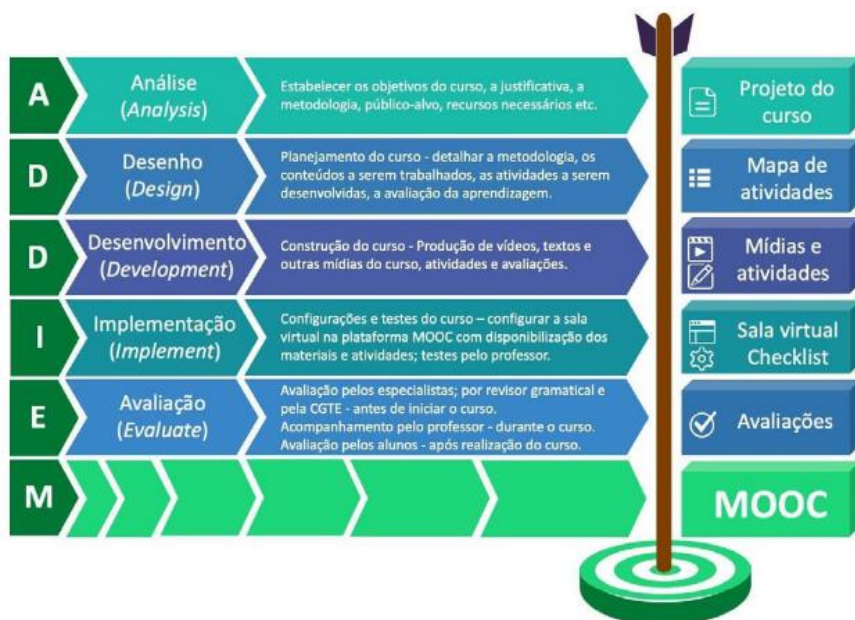 A
Análise
(Analysis)
Estabelecer os objetivos do curso, a justificativa, a
metodologia, público-alvo, recursos necessários etc.
Projeto do
curso
D
Desenho
(Design)
Planejamento do curso - detalhar a metodologia, os
conteúdos a serem trabalhados, as atividades a serem
desenvolvidas, a avaliação da aprendizagem.
Mapa de
atividades
D
Desenvolvimento
(Development)
Construção do curso - Produção de vídeos, textos e
outras mídias do curso, atividades e avaliações.
Mídias e
atividades
I
Implementação
(Implement)
Configurações e testes do curso – configurar a sala
virtual na plataforma MOOC com disponibilização dos
materiais e atividades; testes pelo professor.
Sala virtual
Checklist
E
Avaliação
(Evaluate)
Avaliação pelos especialistas; por revisor gramatical e
pela CGTE - antes de iniciar o curso.
Acompanhamento pelo professor - durante o curso.
Avaliação pelos alunos - após realização do curso.
Avaliações
M
MOOC